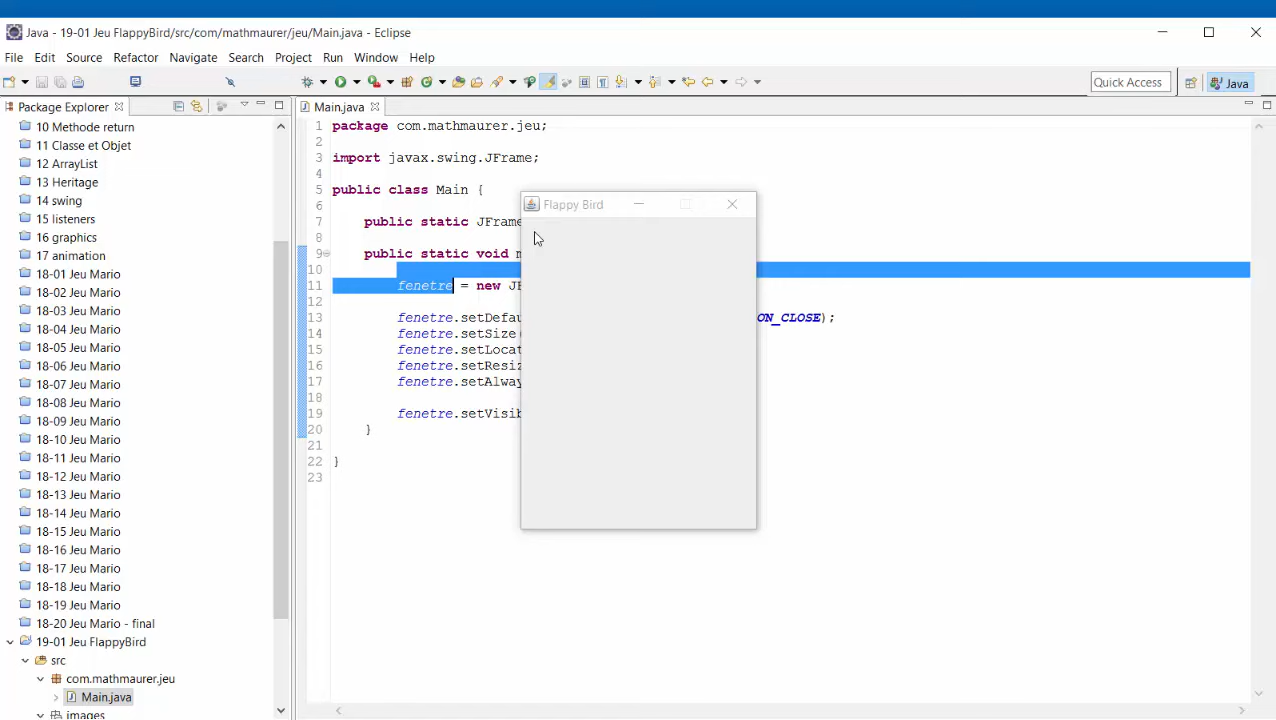 Java - 19-01 Jeu FlappyBird/src/com/mathmaurer/jeu/Main.java - Eclipse
File Edit Source Refactor Navigate Search Project Run Window Help
Quick Access
Java
Package Explorer
Main.java
10 Methode return
11 Classe et Objet
12 ArrayList
13 Heritage
14 swing
15 listeners
16 graphics
17 animation
18-01 Jeu Mario
18-02 Jeu Mario
18-03 Jeu Mario
18-04 Jeu Mario
18-05 Jeu Mario
18-06 Jeu Mario
18-07 Jeu Mario
18-08 Jeu Mario
18-09 Jeu Mario
18-10 Jeu Mario
18-11 Jeu Mario
18-12 Jeu Mario
18-13 Jeu Mario
18-14 Jeu Mario
18-15 Jeu Mario
18-16 Jeu Mario
18-17 Jeu Mario
18-18 Jeu Mario
18-19 Jeu Mario
18-20 Jeu Mario - final
19-01 Jeu FlappyBird
src
com.mathmaurer.jeu
Main.java
images
1 package com.mathmaurer.jeu;
2
3 import javax.swing.JFrame;
4
5 public class Main {
6
7 public static JFrame
8
9 public static void m
10
11 fenetre = new JF
12
13 fenetre.setDefau ON_CLOSE);
14 fenetre.setSize(
15 fenetre.setLocat
16 fenetre.setResiz
17 fenetre.setAlway
18
19 fenetre.setVisib
20 }
21
22 }
23
Flappy Bird